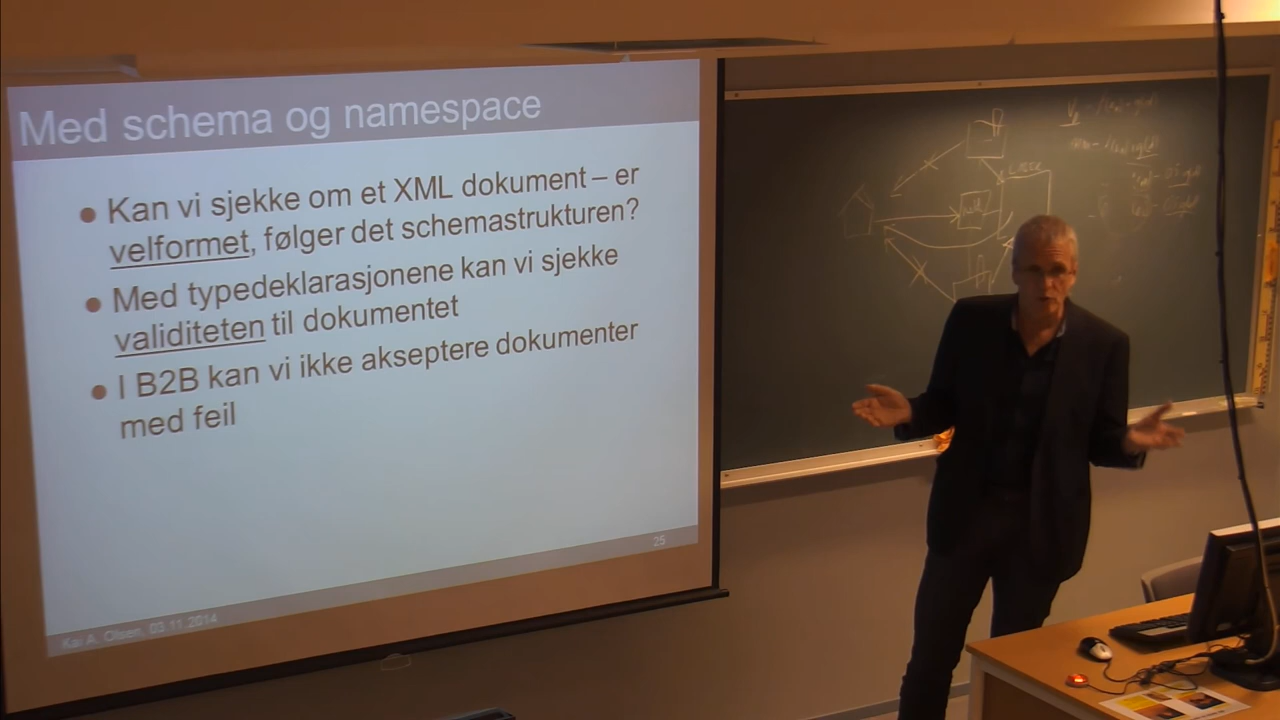 Med schema og namespace
● Kan vi sjekke om et XML dokument – er
velformet, følger det schemastrukturen?
● Med typedeklarasjonene kan vi sjekke
validiteten til dokumentet
● I B2B kan vi ikke akseptere dokumenter
med feil
25
Kai A. Olsen, 03.11.2014